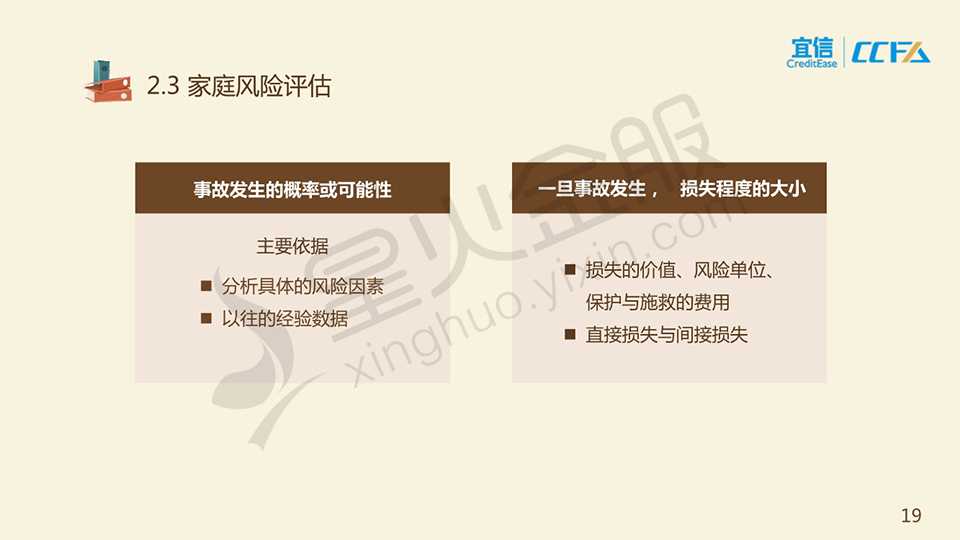 宜信
CreditEase
CCFA
2.3 家庭风险评估
事故发生的概率或可能性
主要依据
■ 分析具体的风险因素
■ 以往的经验数据
一旦事故发生， 损失程度的大小
■ 损失的价值、风险单位、
保护与施救的费用
■ 直接损失与间接损失
星火金服
xinghuo.yixin.com
19